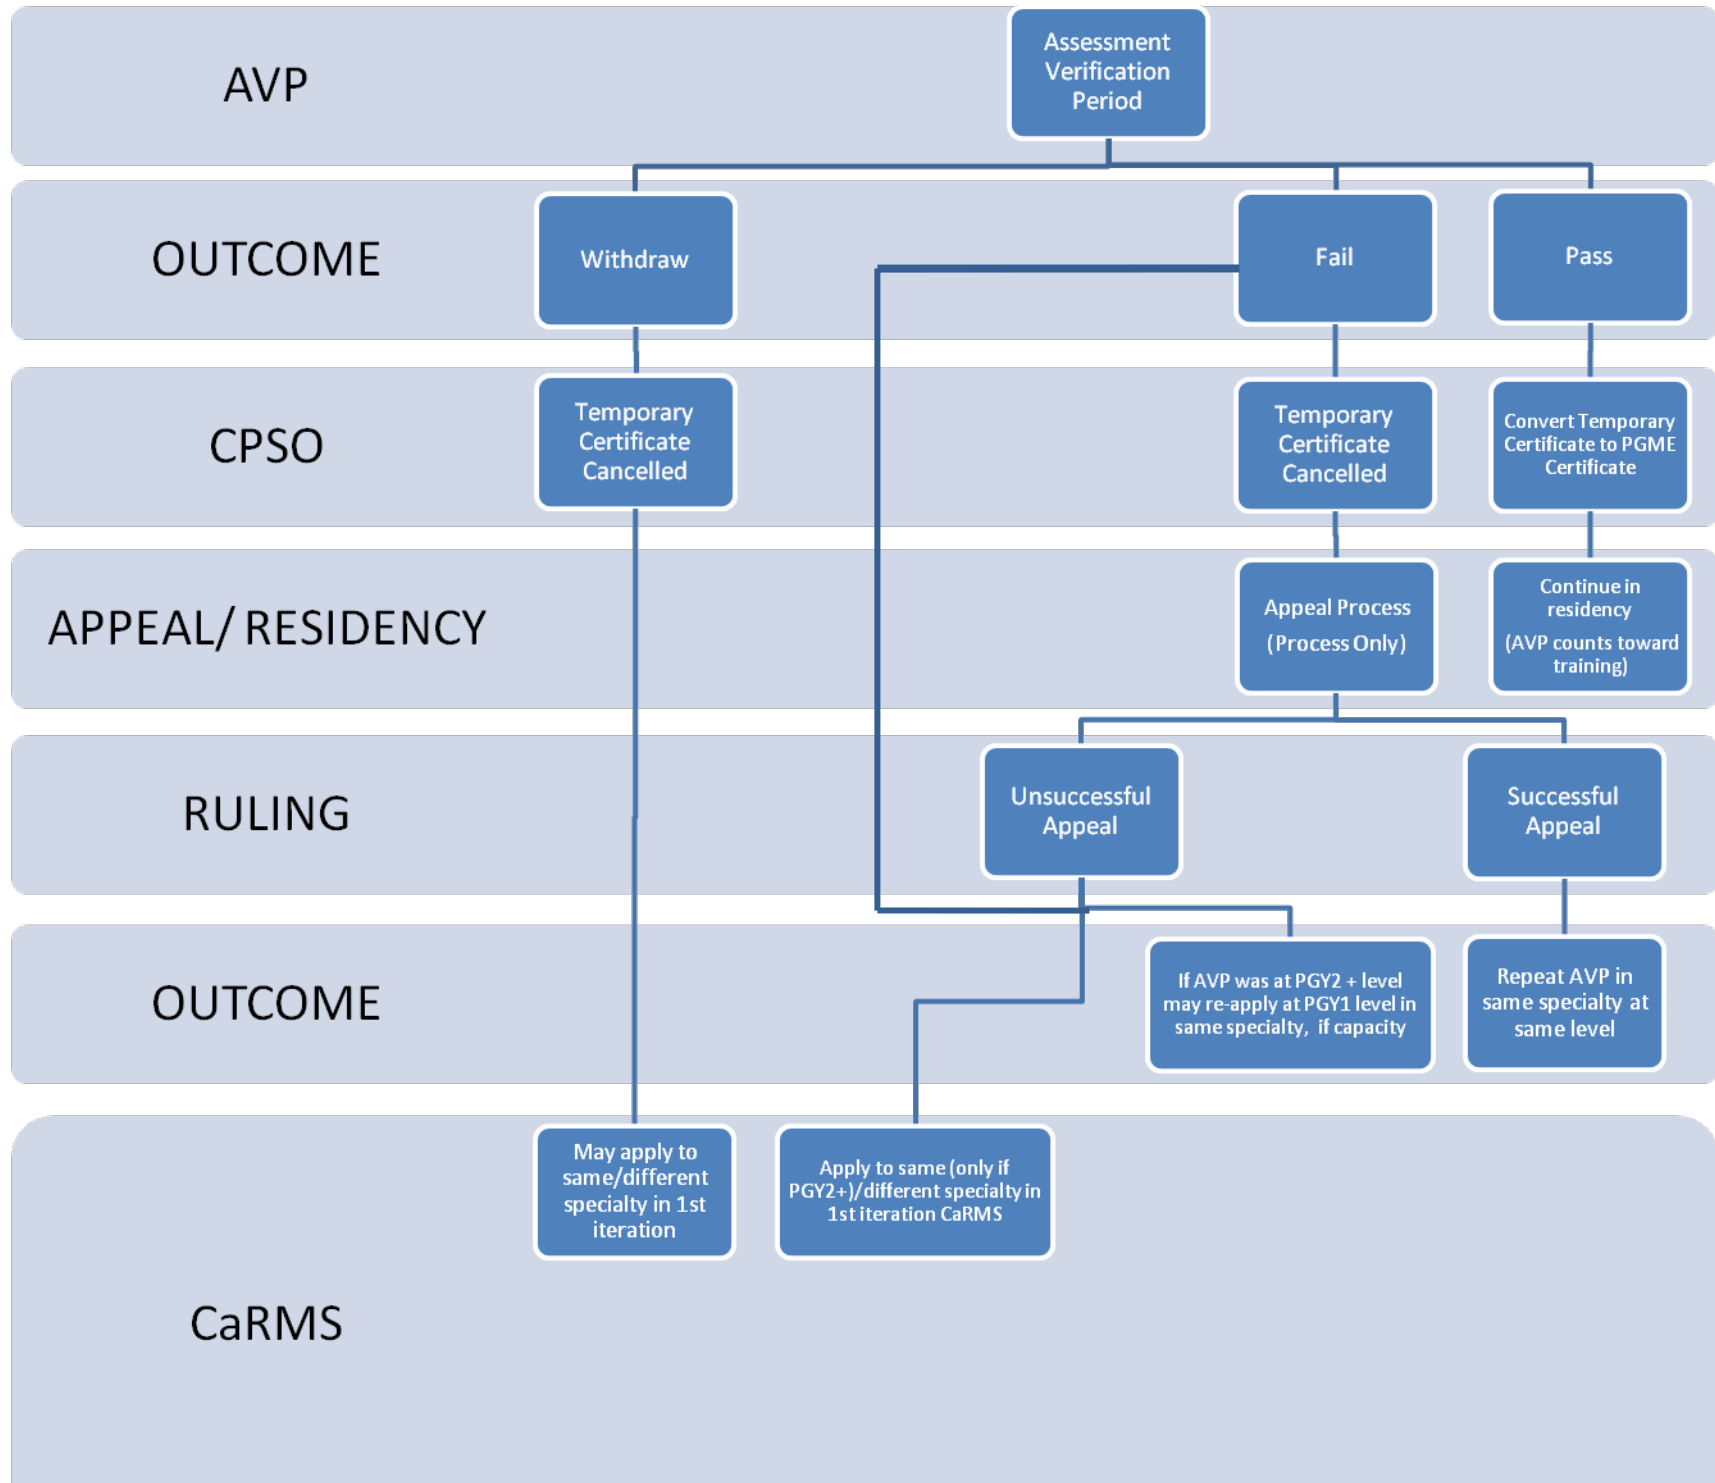 AVP
Assessment
Verification
Period
OUTCOME
Withdraw
Fail
Pass
CPSO
Temporary
Certificate
Cancelled
Temporary
Certificate
Cancelled
Convert Temporary
Certificate to PGME
Certificate
APPEAL/ RESIDENCY
Appeal Process
(Process Only)
Continue in
residency
(AVP counts toward
training)
RULING
Unsuccessful
Appeal
Successful
Appeal
OUTCOME
If AVP was at PGY2 + level
may re-apply at PGY1 level in
same specialty, if capacity
Repeat AVP in
same specialty at
same level
CaRMS
May apply to
same/different
specialty in 1st
iteration
Apply to same (only if
PGY2+)/different specialty in
1st iteration CaRMS